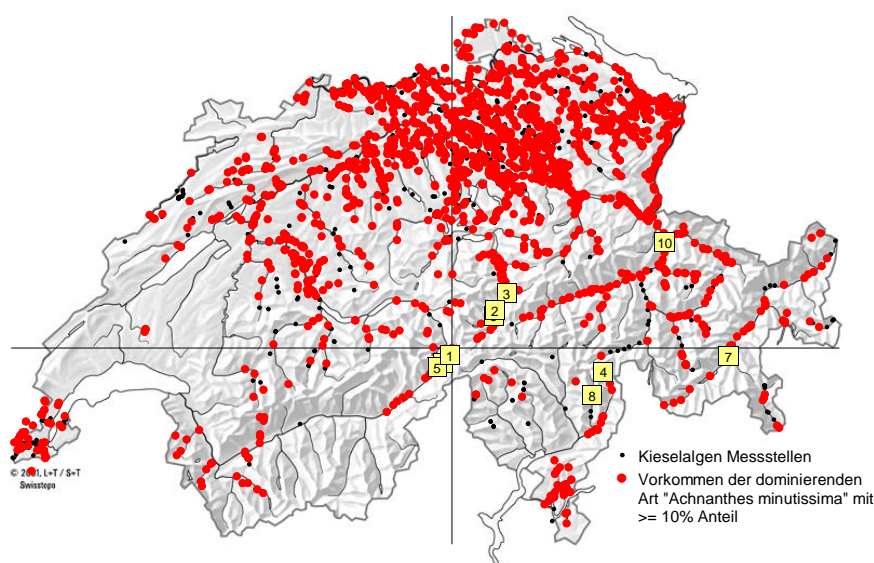 10
3
2
1
5
7
4
8
Kieselalgen Messstellen
Vorkommen der dominierenden
Art "Achnanthes minutissima" mit
>= 10% Anteil
© 2001, L+T / S+T
Swisstopo